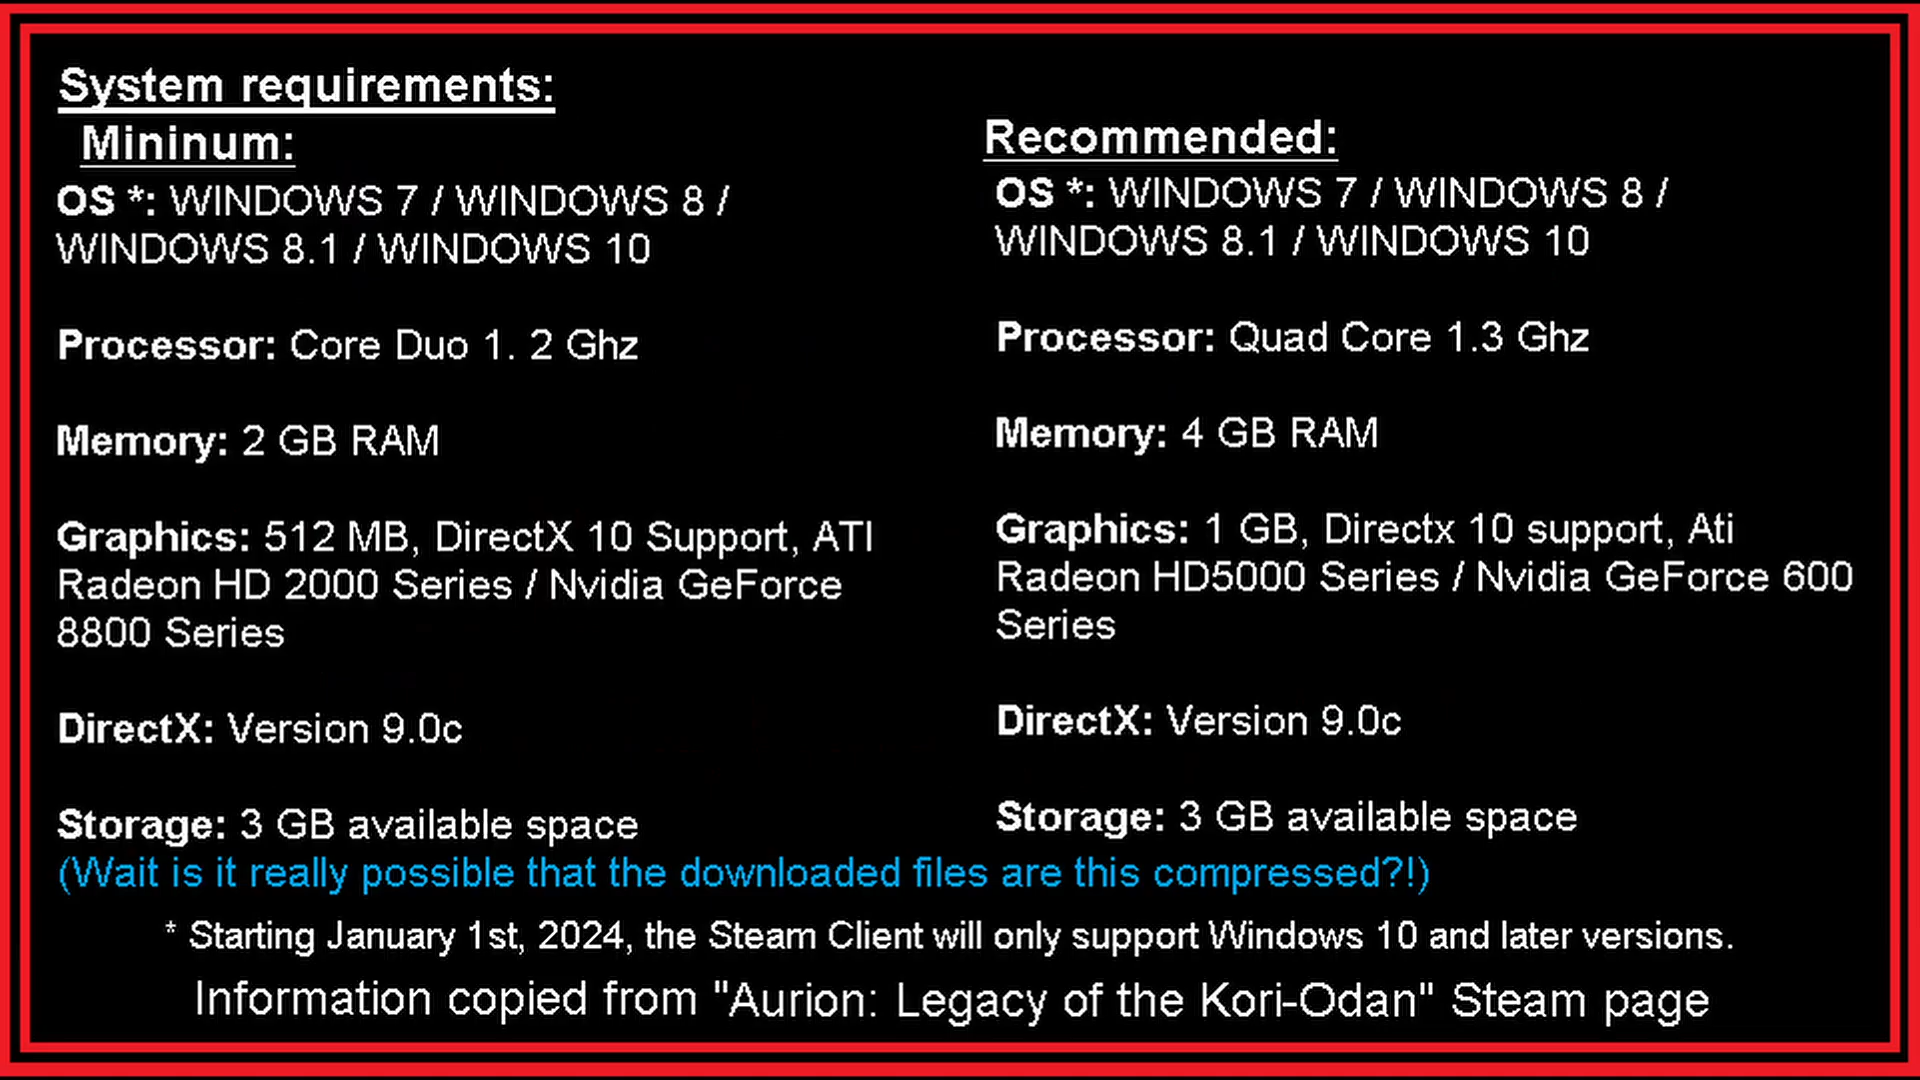 System requirements:
Mininum:
OS *: WINDOWS 7 / WINDOWS 8 /
WINDOWS 8.1 / WINDOWS 10
Processor: Core Duo 1. 2 Ghz
Memory: 2 GB RAM
Graphics: 512 MB, DirectX 10 Support, ATI
Radeon HD 2000 Series / Nvidia GeForce
8800 Series
DirectX: Version 9.0c
Storage: 3 GB available space
Recommended:
OS *: WINDOWS 7 / WINDOWS 8 /
WINDOWS 8.1 / WINDOWS 10
Processor: Quad Core 1.3 Ghz
Memory: 4 GB RAM
Graphics: 1 GB, Directx 10 support, Ati
Radeon HD5000 Series / Nvidia GeForce 600
Series
DirectX: Version 9.0c
Storage: 3 GB available space
(Wait is it really possible that the downloaded files are this compressed?!)
* Starting January 1st, 2024, the Steam Client will only support Windows 10 and later versions.
Information copied from "Aurion: Legacy of the Kori-Odan" Steam page